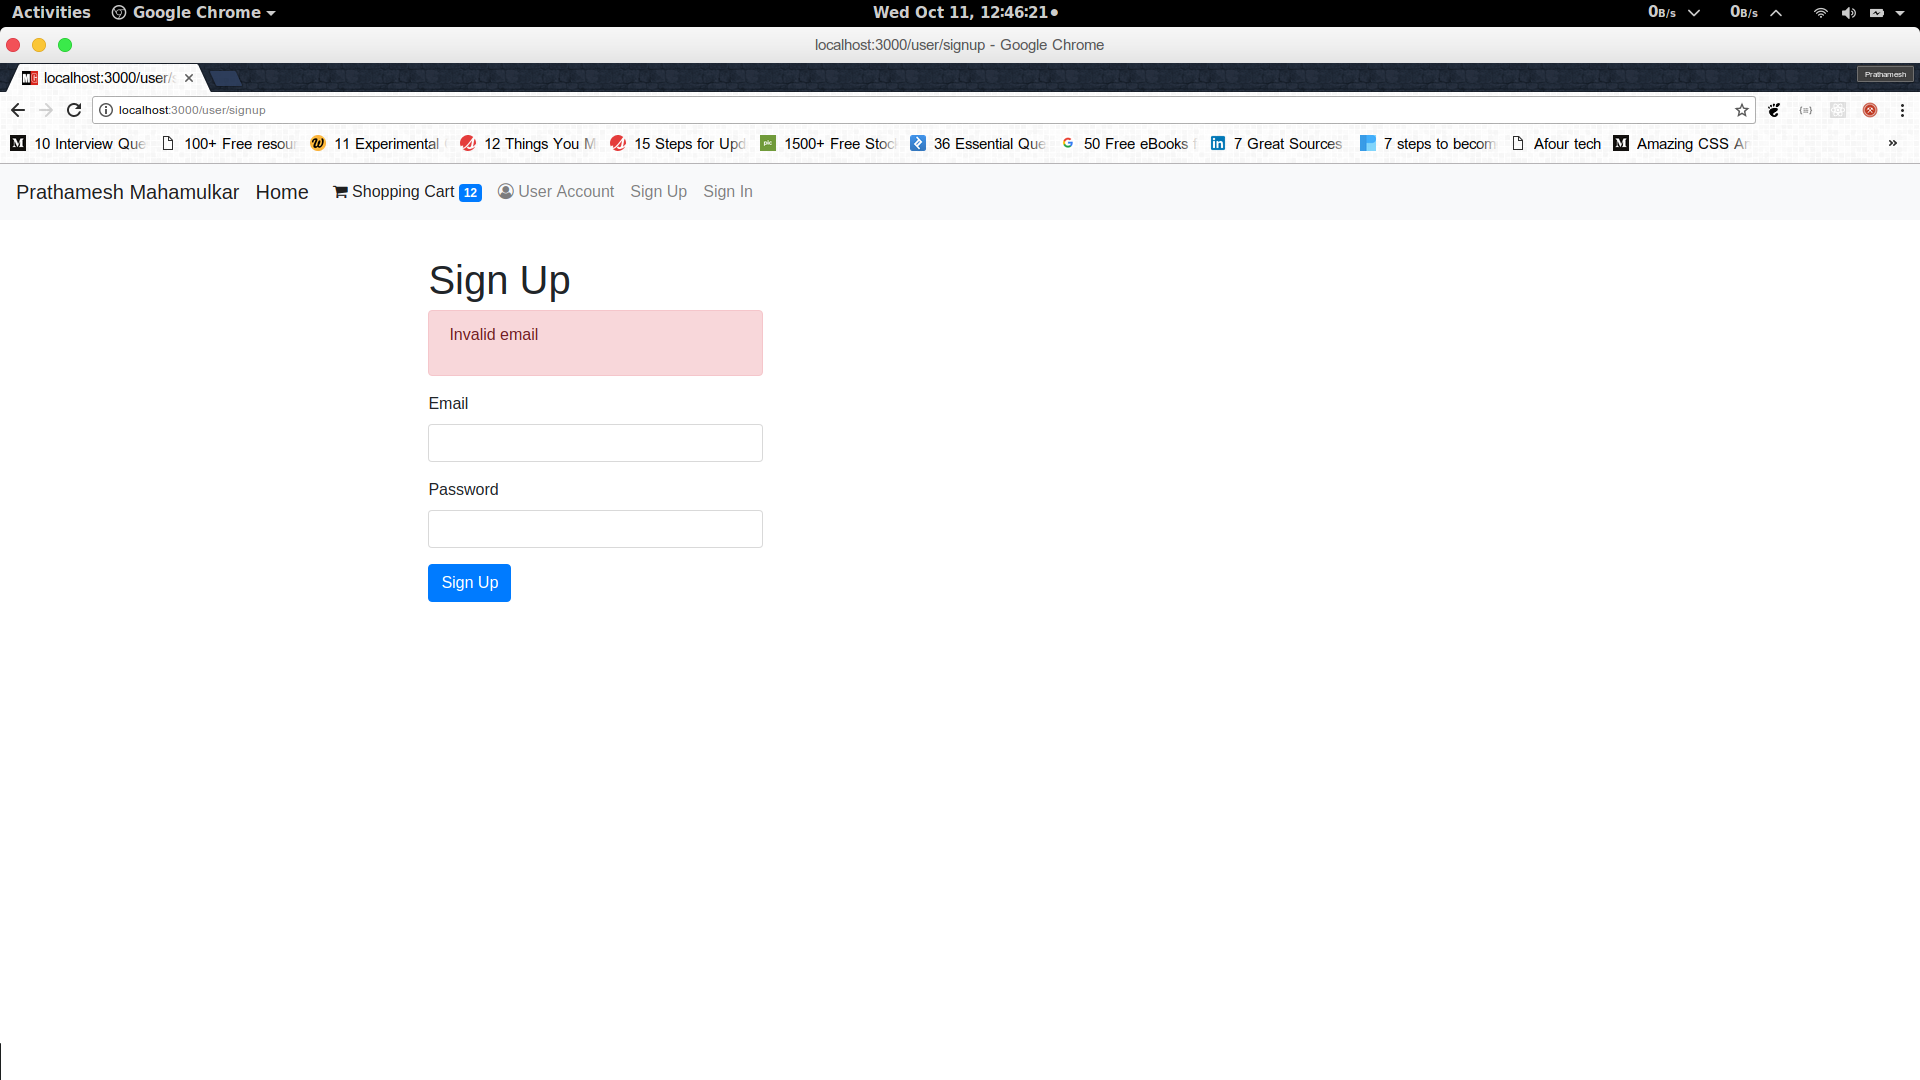 Activities Google Chrome Wed Oct 11, 12:46:21 0B/s 0B/s
localhost:3000/user/signup - Google Chrome
localhost:3000/user/s Prathamesh
localhost:3000/user/signup
10 Interview Que 100+ Free resour 11 Experimental 12 Things You M 15 Steps for Upd 1500+ Free Stoc 36 Essential Que 50 Free eBooks f 7 Great Sources 7 steps to becom Afour tech Amazing CSS An »
Prathamesh Mahamulkar Home Shopping Cart 12 User Account Sign Up Sign In
Sign Up
Invalid email
Email
Password
Sign Up